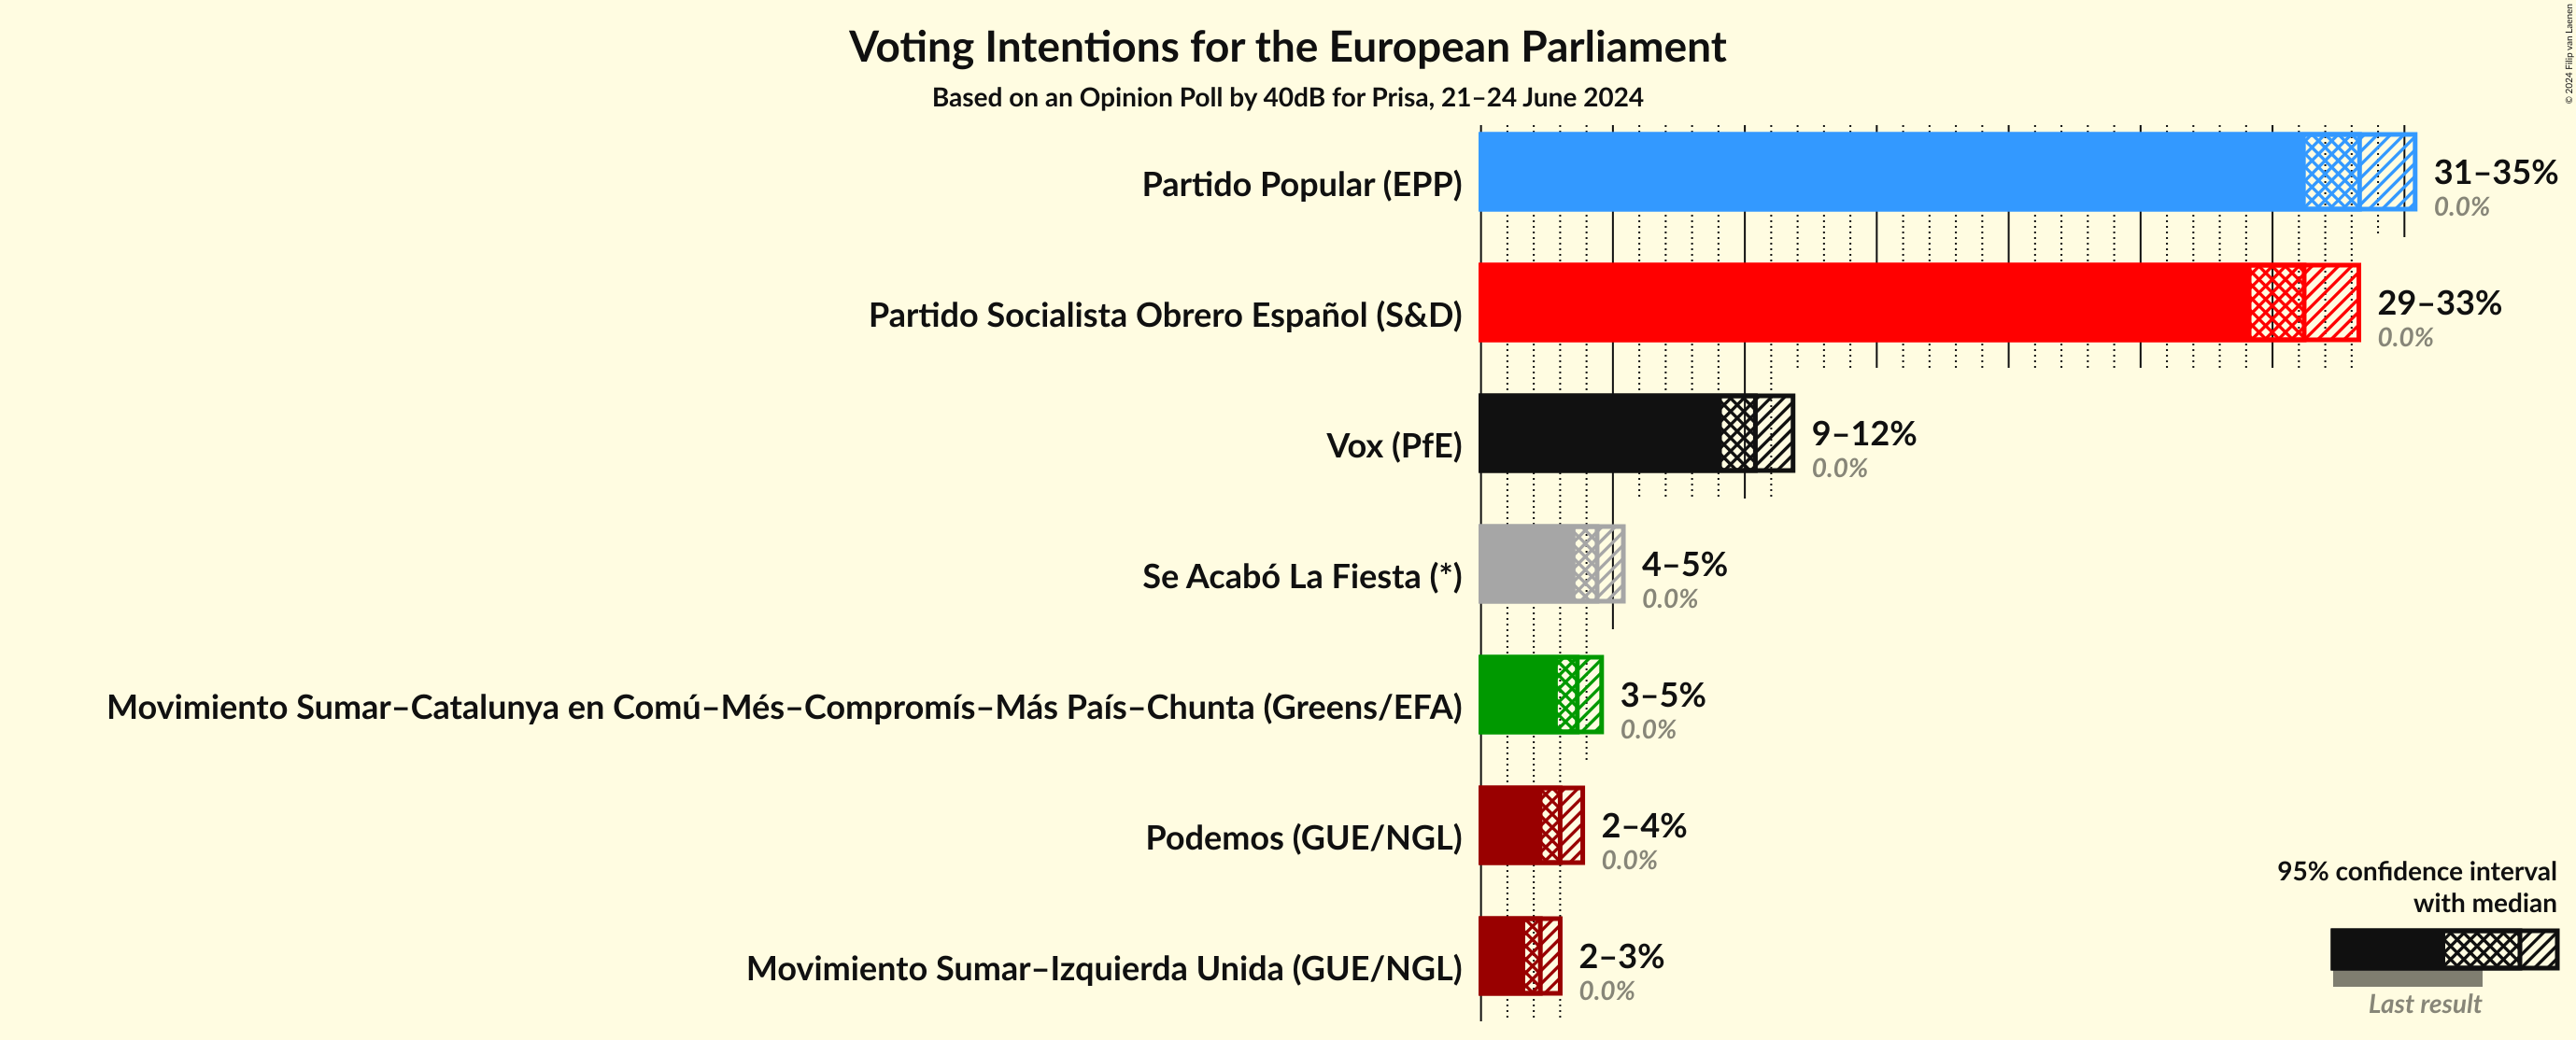 Voting Intentions for the European Parliament
Based on an Opinion Poll by 40dB for Prisa, 21–24 June 2024
© 2024 Filip van Laenen
Partido Popular (EPP)
31–35%
0.0%
Partido Socialista Obrero Español (S&D)
29–33%
0.0%
Vox (PfE)
9–12%
0.0%
Se Acabó La Fiesta (*)
4–5%
0.0%
Movimiento Sumar–Catalunya en Comú–Més–Compromís–Más País–Chunta (Greens/EFA)
3–5%
0.0%
Podemos (GUE/NGL)
2–4%
0.0%
Movimiento Sumar–Izquierda Unida (GUE/NGL)
2–3%
0.0%
95% confidence interval
with median
Last result